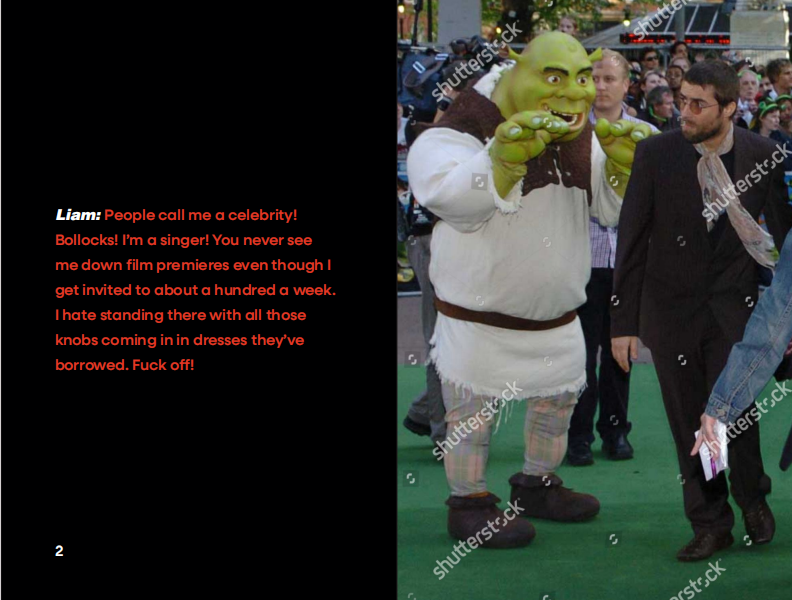 Liam: People call me a celebrity!
Bollocks! I'm a singer! You never see
me down film premieres even though I
get invited to about a hundred a week.
I hate standing there with all those
knobs coming in in dresses they've
borrowed. Fuck off!
2
shutterstock
shutterstock
shutterstock
shutterstock
shutterstock
shutterstock
shutterstock